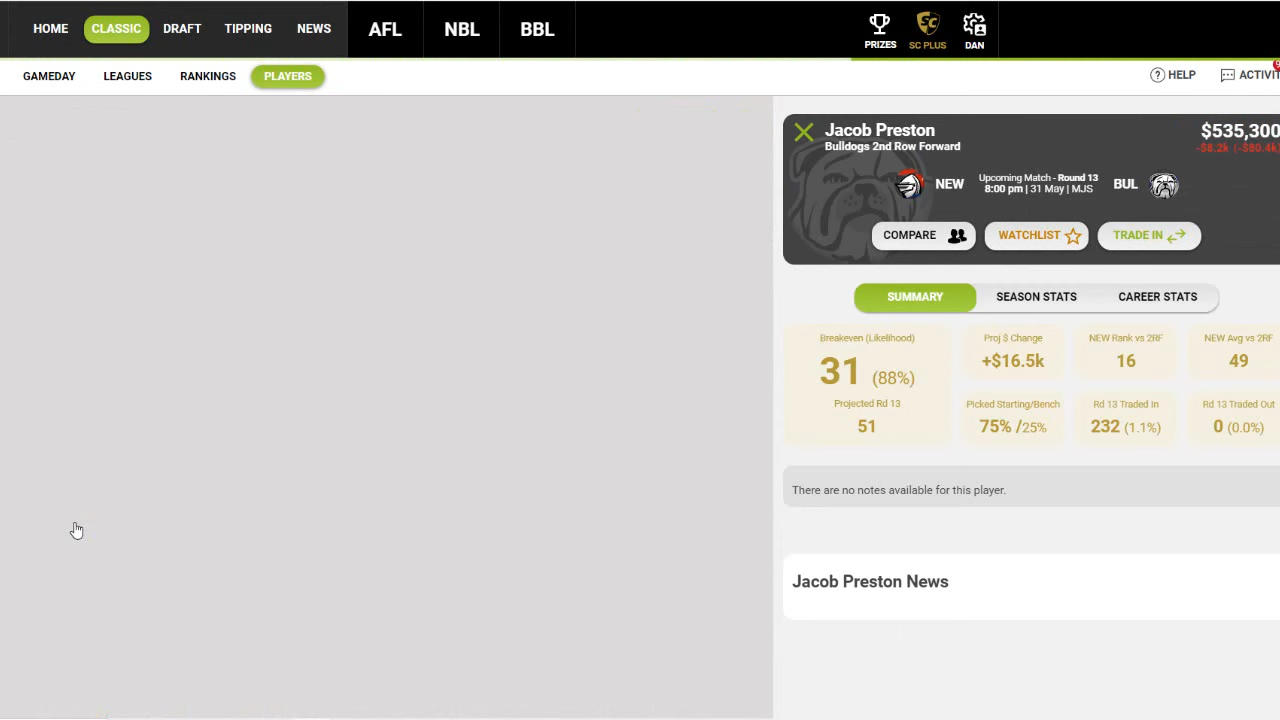 HOME CLASSIC DRAFT TIPPING NEWS AFL NBL BBL PRIZES SC PLUS DAN
GAMEDAY LEAGUES RANKINGS PLAYERS HELP ACTIVIT
Jacob Preston $535,300
Bulldogs 2nd Row Forward -$8.2k (-$80.4k)
NEW Upcoming Match - Round 13 BUL
8:00 pm | 31 May | MJS
COMPARE WATCHLIST TRADE IN
SUMMARY SEASON STATS CAREER STATS
Breakeven (Likelihood) Proj $ Change NEW Rank vs 2RF NEW Avg vs 2RF
31 (88%) +$16.5k 16 49
Projected Rd 13 Picked Starting/Bench Rd 13 Traded In Rd 13 Traded Out
51 75% /25% 232 (1.1%) 0 (0.0%)
There are no notes available for this player.
Jacob Preston News